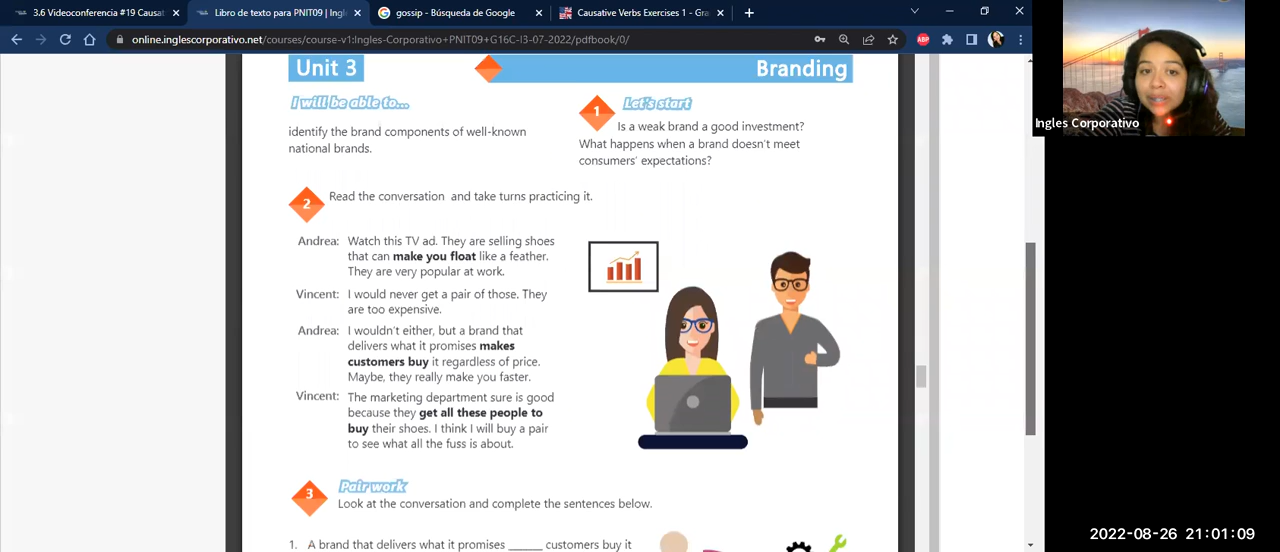 3.6 Videoconferencia #19 Causat
Libro de texto para PNIT09 | Ingl
gossip - Búsqueda de Google
Causative Verbs Exercises 1 - Gra
online.inglescorporativo.net/courses/course-v1:Ingles-Corporativo+PNIT09+G16C-I3-07-2022/pdfbook/0/
ABP
Unit 3
Branding
I will be able to...
identify the brand components of well-known
national brands.
1
Let's start
Is a weak brand a good investment?
What happens when a brand doesn't meet
consumers' expectations?
2
Read the conversation and take turns practicing it.
Andrea: Watch this TV ad. They are selling shoes
that can make you float like a feather.
They are very popular at work.
Vincent: I would never get a pair of those. They
are too expensive.
Andrea: I wouldn't either, but a brand that
delivers what it promises makes
customers buy it regardless of price.
Maybe, they really make you faster.
Vincent: The marketing department sure is good
because they get all these people to
buy their shoes. I think I will buy a pair
to see what all the fuss is about.
3
Pair work
Look at the conversation and complete the sentences below.
1. A brand that delivers what it promises ______ customers buy it
Ingles Corporativo
2022-08-26 21:01:09